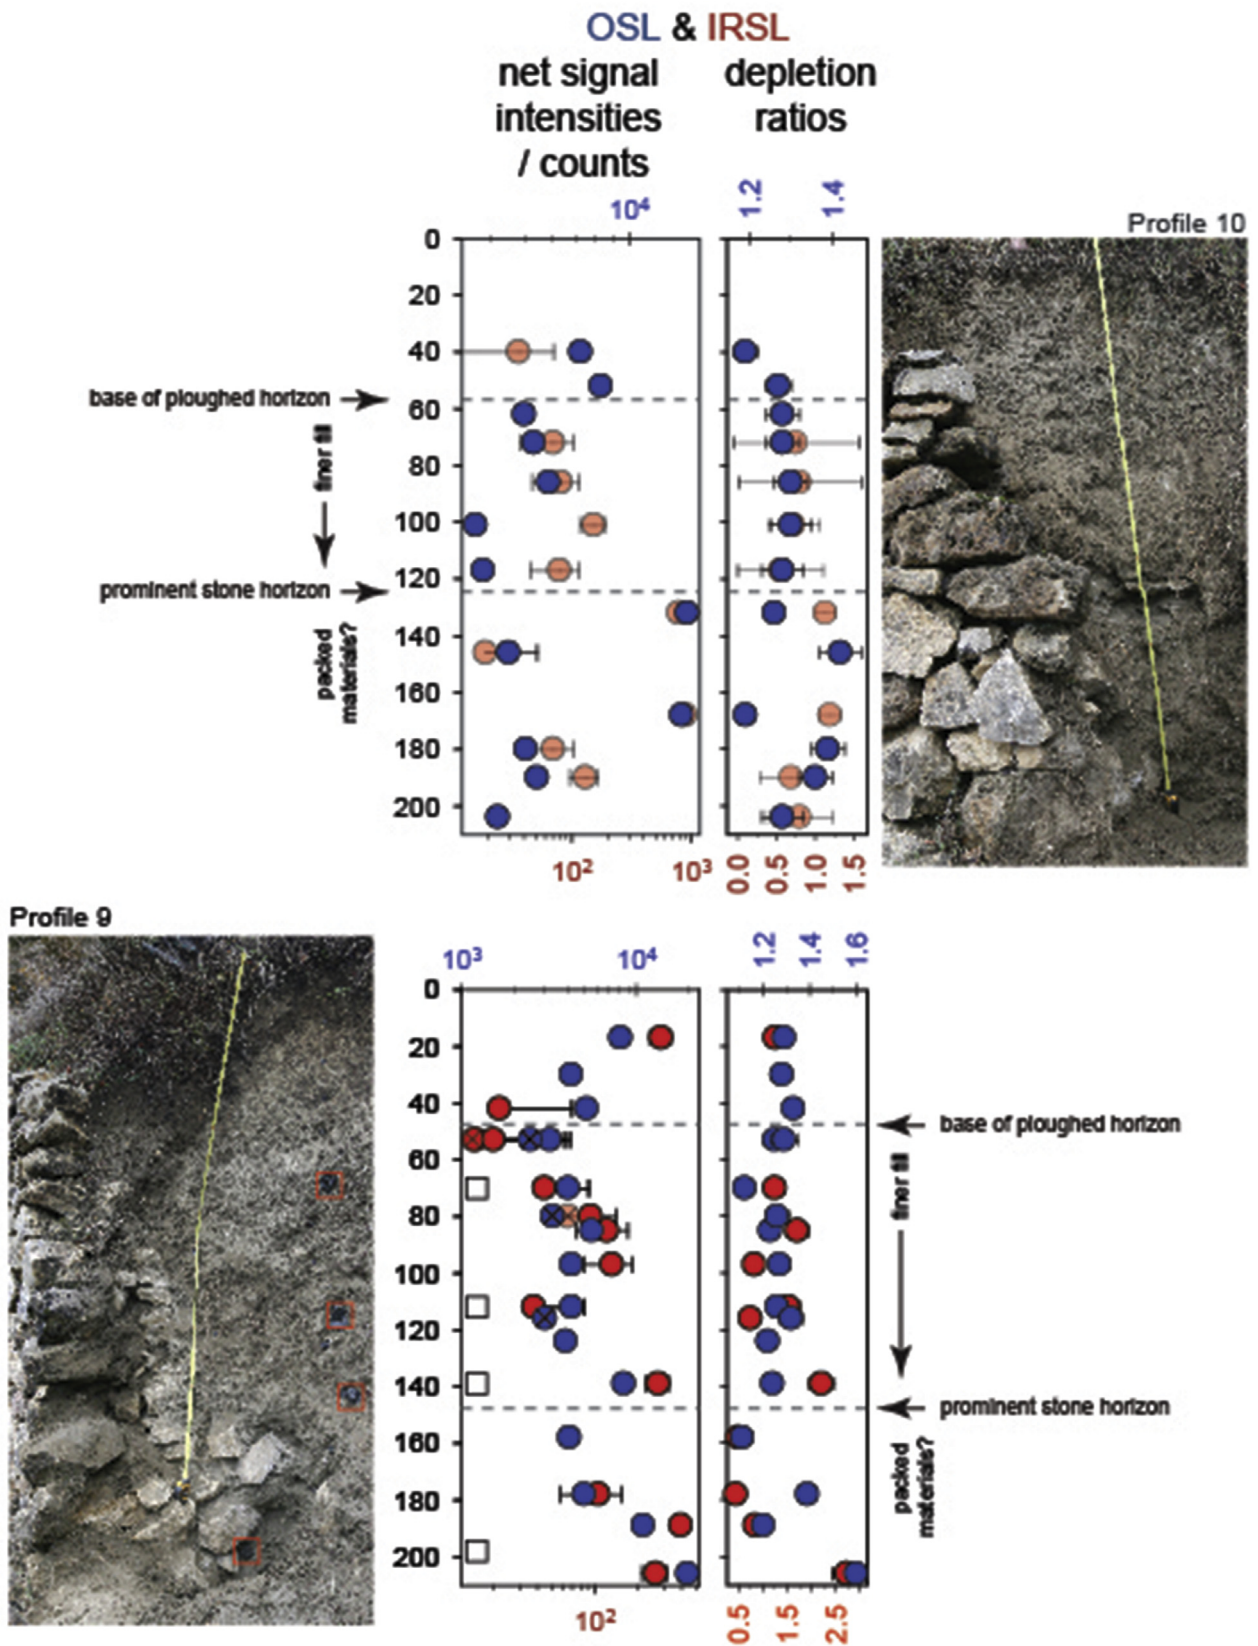 OSL & IRSL
net signal
intensities
/ counts
depletion
ratios
10⁴
1.2
1.4
Profile 10
0
20
40
60
80
100
120
140
160
180
200
base of ploughed horizon
finer fill
prominent stone horizon
packed
materials?
10²
10³
0.0
0.5
1.0
1.5
Profile 9
10³
10⁴
1.2
1.4
1.6
0
20
40
60
80
100
120
140
160
180
200
base of ploughed horizon
finer fill
prominent stone horizon
packed
materials?
10²
0.5
1.5
2.5